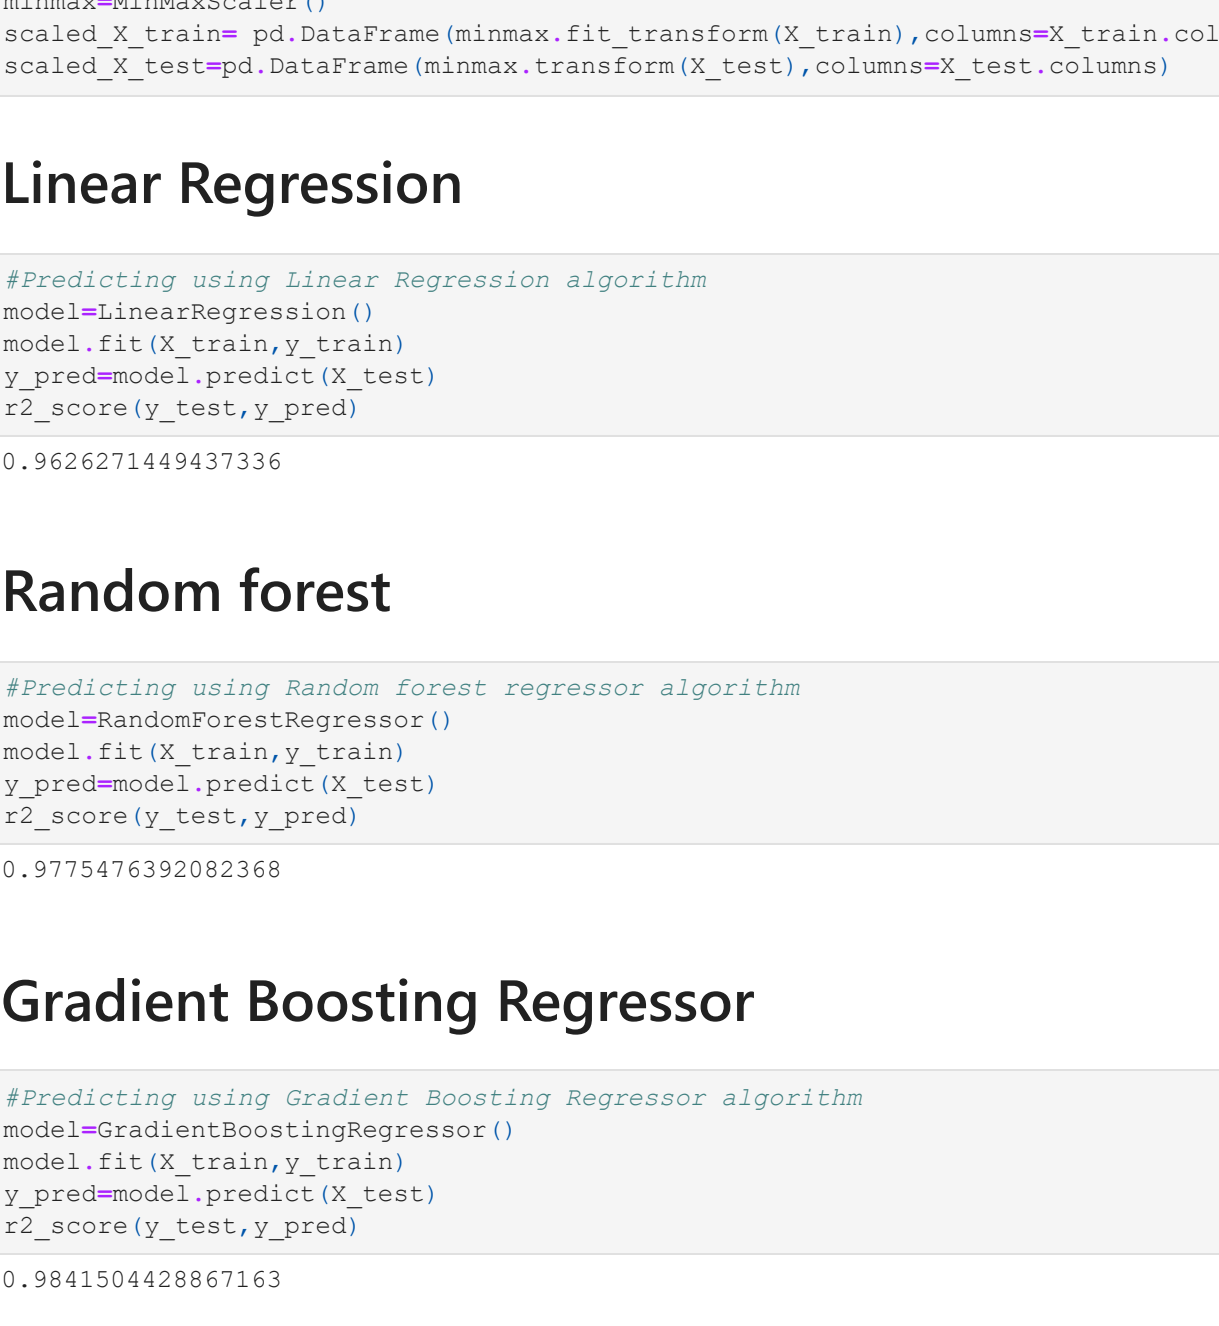 minmax=MinMaxScaler()
scaled_X_train= pd.DataFrame(minmax.fit_transform(X_train),columns=X_train.col
scaled_X_test=pd.DataFrame(minmax.transform(X_test),columns=X_test.columns)
Linear Regression
#Predicting using Linear Regression algorithm
model=LinearRegression()
model.fit(X_train,y_train)
y_pred=model.predict(X_test)
r2_score(y_test,y_pred)
0.9626271449437336
Random forest
#Predicting using Random forest regressor algorithm
model=RandomForestRegressor()
model.fit(X_train,y_train)
y_pred=model.predict(X_test)
r2_score(y_test,y_pred)
0.9775476392082368
Gradient Boosting Regressor
#Predicting using Gradient Boosting Regressor algorithm
model=GradientBoostingRegressor()
model.fit(X_train,y_train)
y_pred=model.predict(X_test)
r2_score(y_test,y_pred)
0.9841504428867163